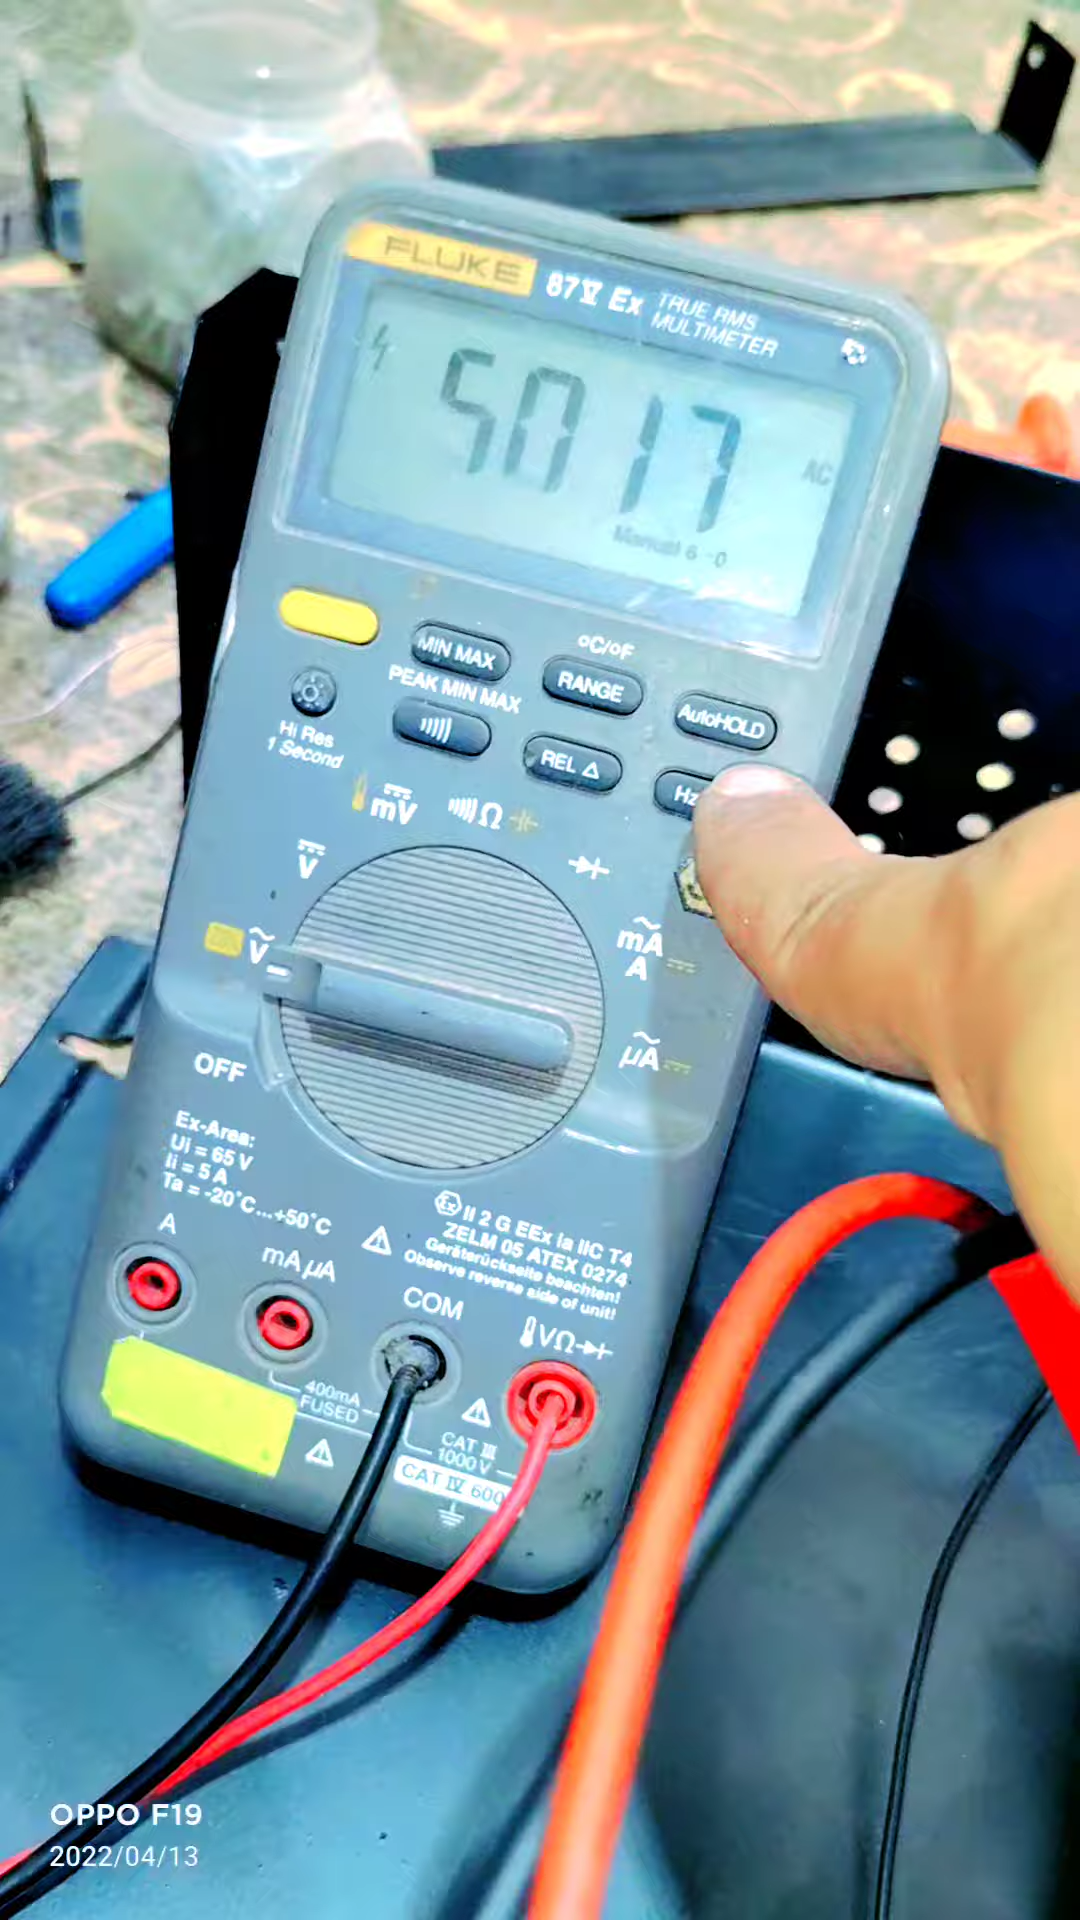 FLUKE
87V Ex TRUE RMS
MULTIMETER
5017
AC
MIN MAX
°C/°F
RANGE
AutoHOLD
PEAK MIN MAX
Hi Res
1 Second
REL Δ
Hz
mV
Ω
V
V
mA
A
µA
OFF
Ex-Area:
Ui = 65 V
Ii = 5 A
Ta = -20°C...+50°C
Ex II 2 G EEx ia IIC T4
ZELM 05 ATEX 0274
Geräterückseite beachten!
Observe reverse side of unit!
A
mA µA
COM
VΩ
400mA
FUSED
CAT III
1000V
CAT IV 600
OPPO F19
2022/04/13